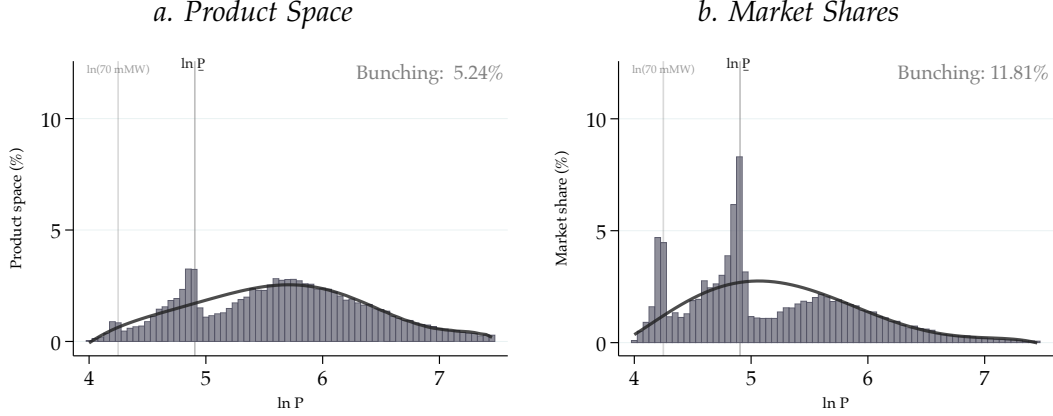 a. Product Space
ln(70 mMW)
ln P
Bunching: 5.24%
10
5
0
Product space (%)
4 5 6 7
ln P
b. Market Shares
ln(70 mMW)
ln P
Bunching: 11.81%
10
5
0
Market share (%)
4 5 6 7
ln P